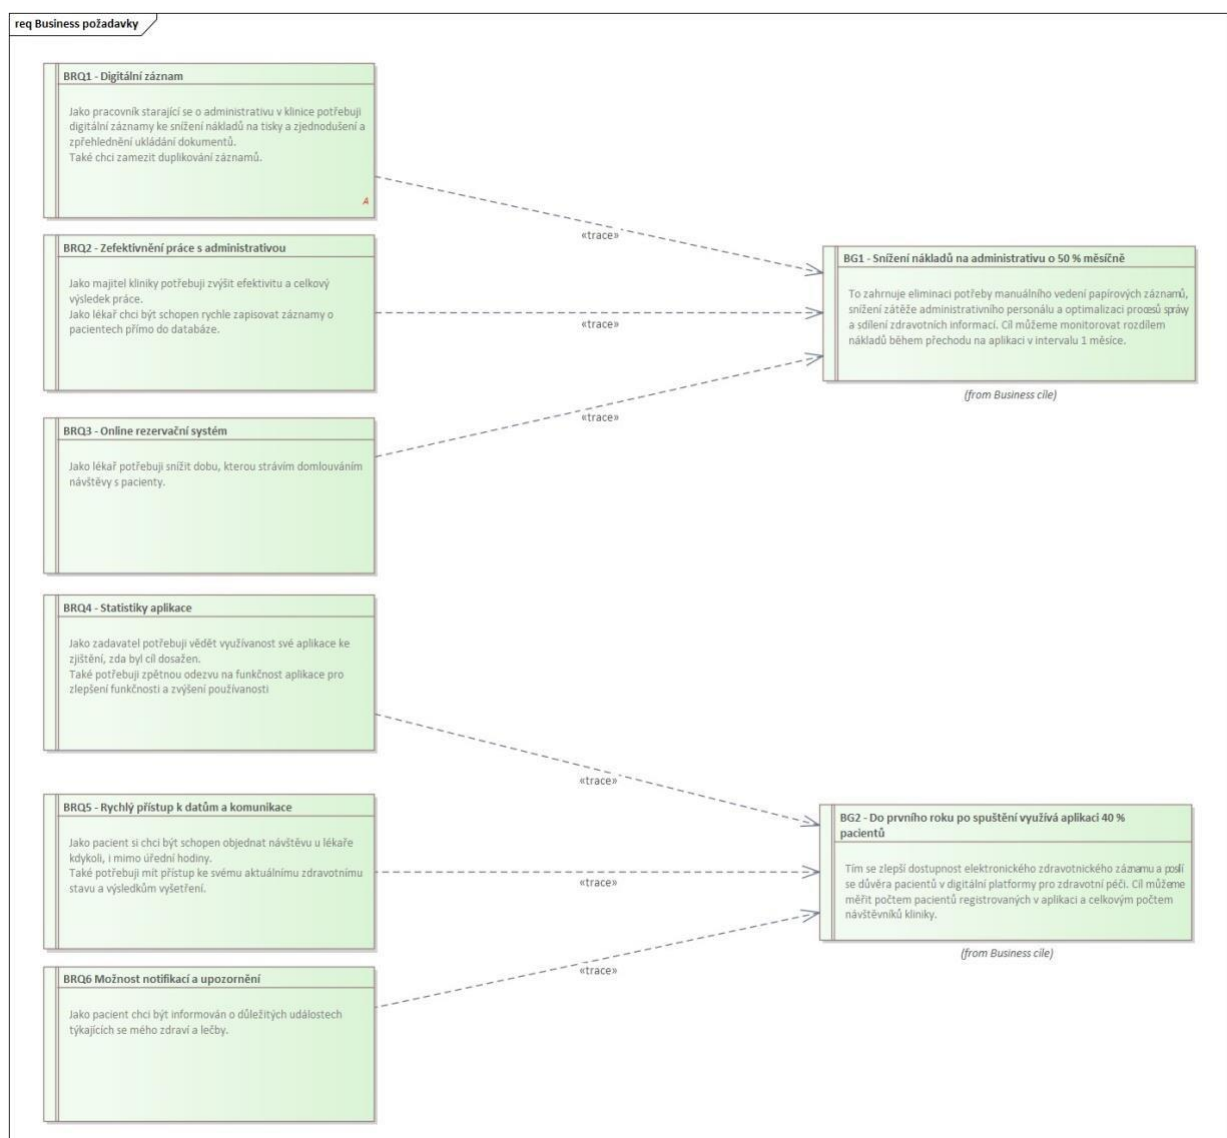 req Business požadavky
BRQ1 - Digitální záznam
Jako pracovník starající se o administrativu v klinice potřebuji
digitální záznamy ke snížení nákladů na tisky a zjednodušení a
zpřehlednění ukládání dokumentů.
Také chci zamezit duplikování záznamů.
A
BRQ2 - Zefektivnění práce s administrativou
Jako majitel kliniky potřebuji zvýšit efektivitu a celkový
výsledek práce.
Jako lékař chci být schopen rychle zapisovat záznamy o
pacientech přímo do databáze.
BRQ3 - Online rezervační systém
Jako lékař potřebuji snížit dobu, kterou strávím domlouváním
návštěvy s pacienty.
BRQ4 - Statistiky aplikace
Jako zadavatel potřebuji vědět využívanost své aplikace ke
zjištění, zda byl cíl dosažen.
Také potřebuji zpětnou odezvu na funkčnost aplikace pro
zlepšení funkčnosti a zvýšení používanosti
BRQ5 - Rychlý přístup k datům a komunikace
Jako pacient si chci být schopen objednat návštěvu u lékaře
kdykoli, i mimo úřední hodiny.
Také potřebuji mít přístup ke svému aktuálnímu zdravotnímu
stavu a výsledkům vyšetření.
BRQ6 Možnost notifikací a upozornění
Jako pacient chci být informován o důležitých událostech
týkajících se mého zdraví a lečby.
«trace»
«trace»
«trace»
«trace»
«trace»
«trace»
BG1 - Snížení nákladů na administrativu o 50 % měsíčně
To zahrnuje eliminaci potřeby manuálního vedení papírových záznamů,
snížení zátěže administrativního personálu a optimalizaci procesů správy
a sdílení zdravotních informací. Cíl můžeme monitorovat rozdílem
nákladů během přechodu na aplikaci v intervalu 1 měsíce.
(from Business cíle)
BG2 - Do prvního roku po spuštění využívá aplikaci 40 %
pacientů
Tím se zlepší dostupnost elektronického zdravotnického záznamu a posílí
se důvěra pacientů v digitální platformy pro zdravotní péči. Cíl můžeme
měřit počtem pacientů registrovaných v aplikaci a celkovým počtem
návštěvníků kliniky.
(from Business cíle)